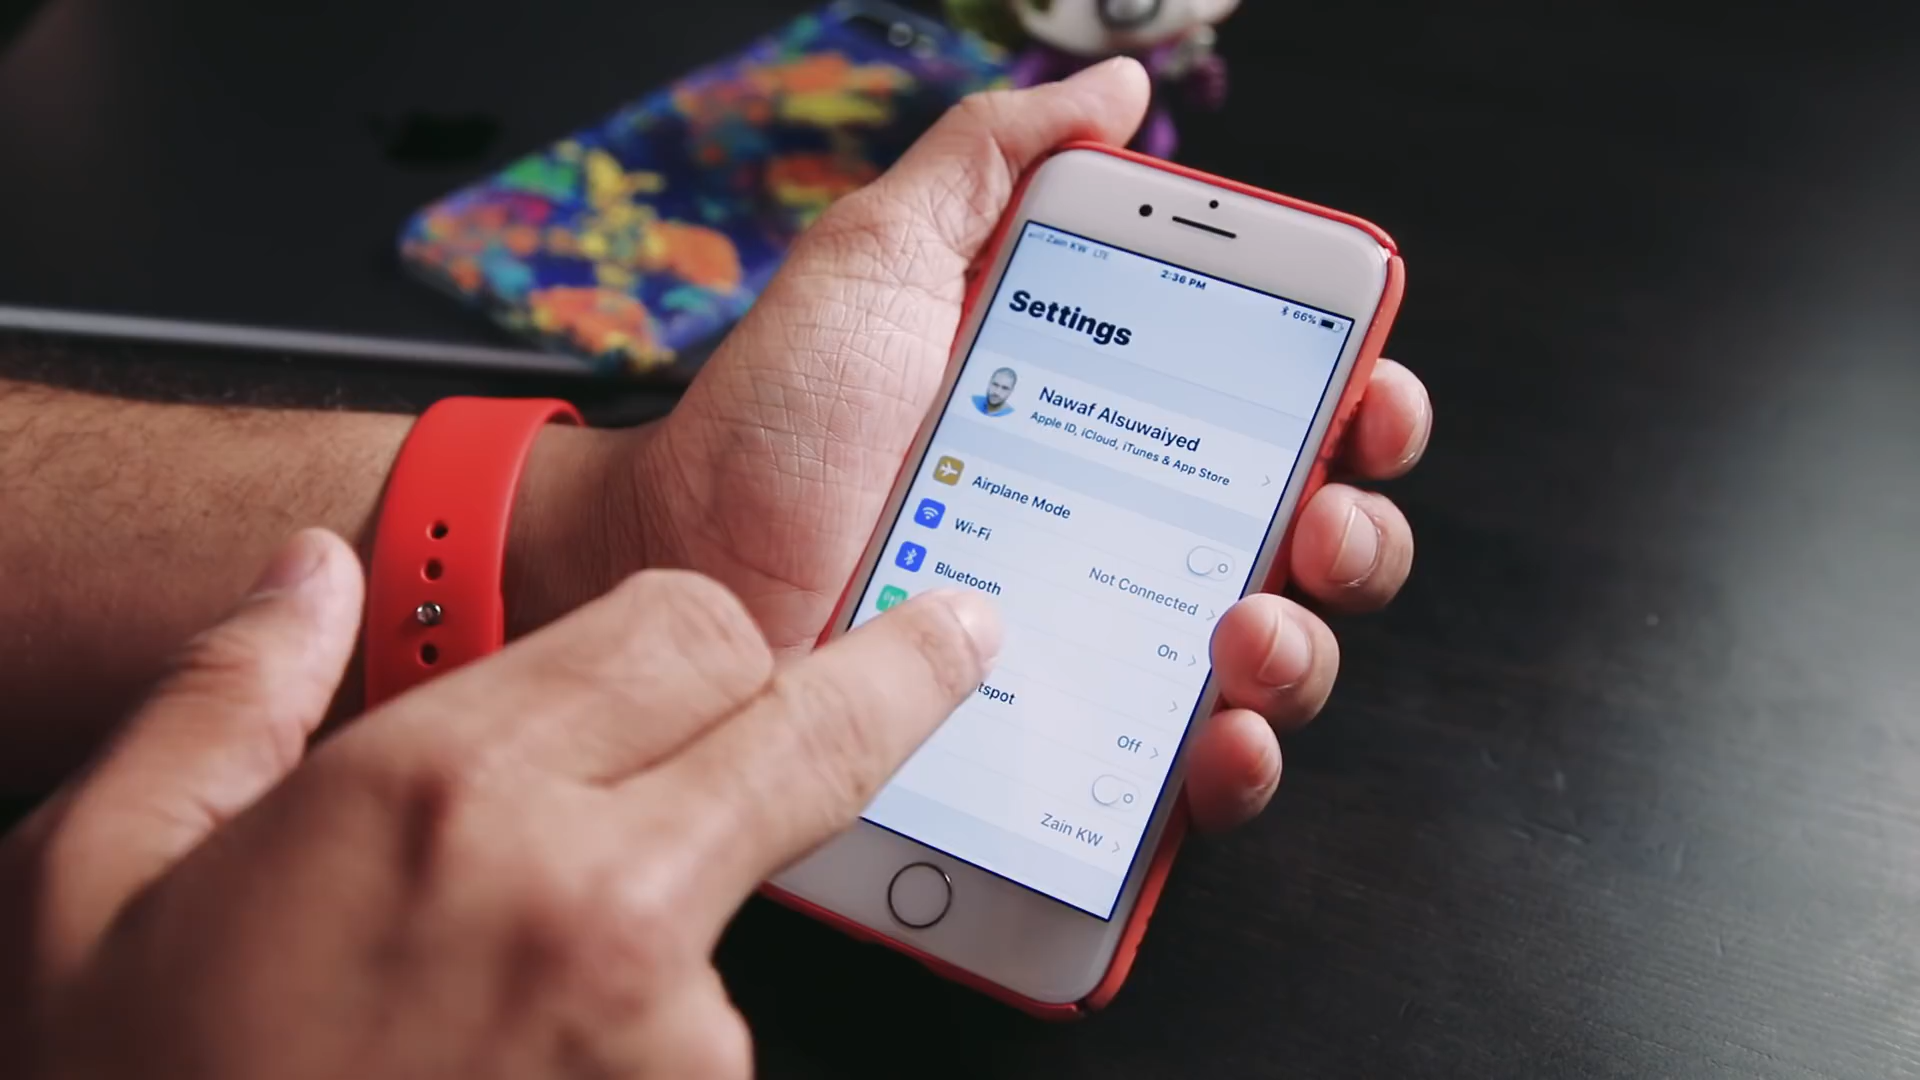 Zain KW LTE
2:36 PM
66%
Settings
Nawaf Alsuwaiyed
Apple ID, iCloud, iTunes & App Store
Airplane Mode
Wi-Fi
Not Connected
Bluetooth
On
tspot
Off
Zain KW